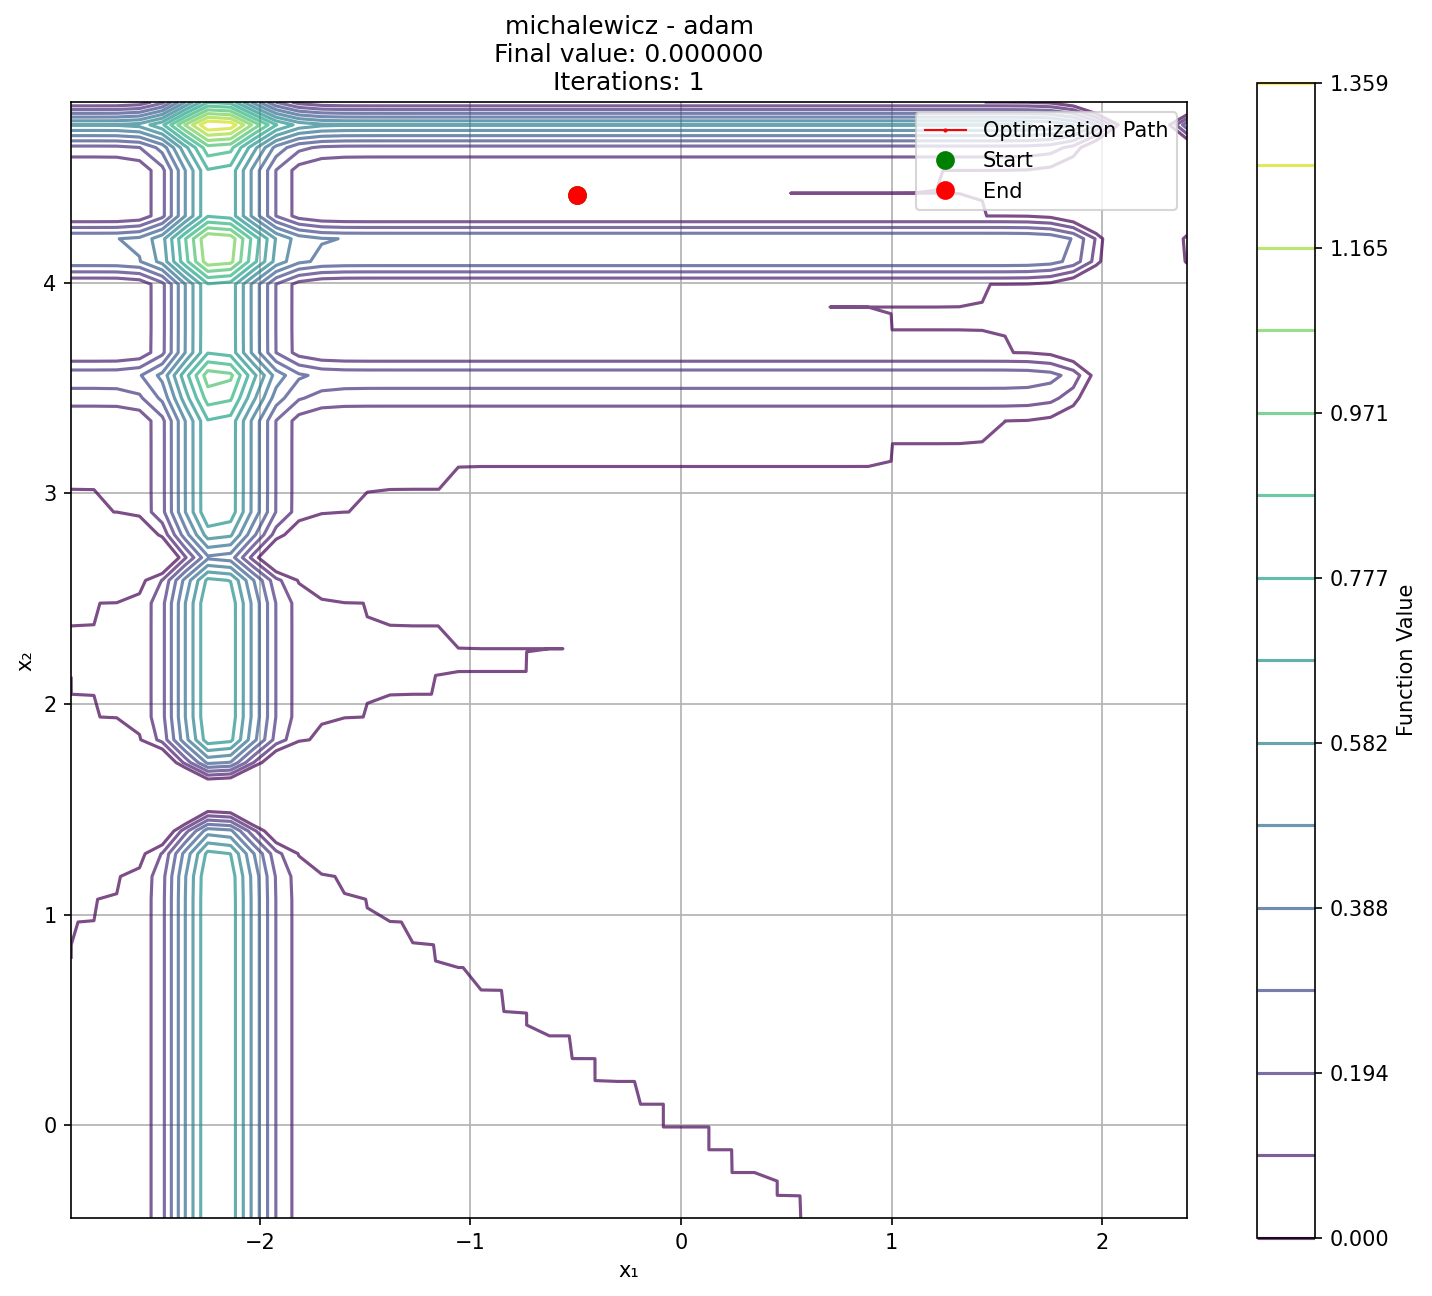 michalewicz - adam
Final value: 0.000000
Iterations: 1
Optimization Path
Start
End
4
3
2
1
0
x₂
−2
−1
0
1
2
x₁
1.359
1.165
0.971
0.777
0.582
0.388
0.194
0.000
Function Value